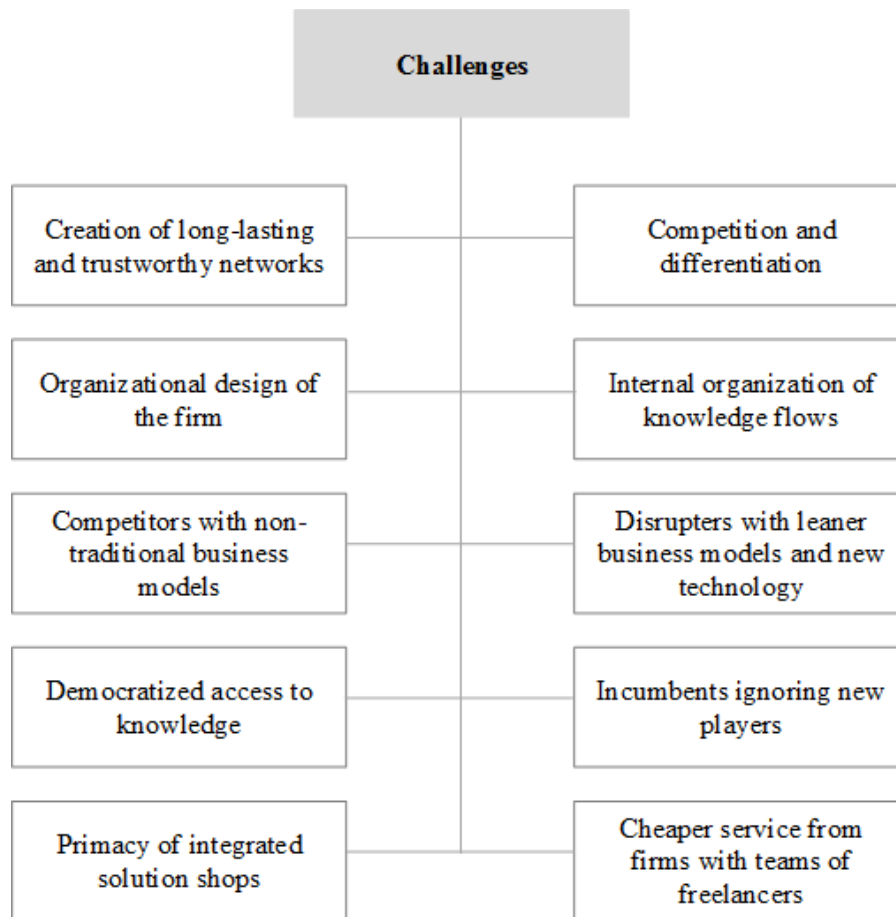 Challenges
Creation of long-lasting
and trustworthy networks
Competition and
differentiation
Organizational design of
the firm
Internal organization of
knowledge flows
Competitors with non-
traditional business
models
Disrupters with leaner
business models and new
technology
Democratized access to
knowledge
Incumbents ignoring new
players
Primacy of integrated
solution shops
Cheaper service from
firms with teams of
freelancers